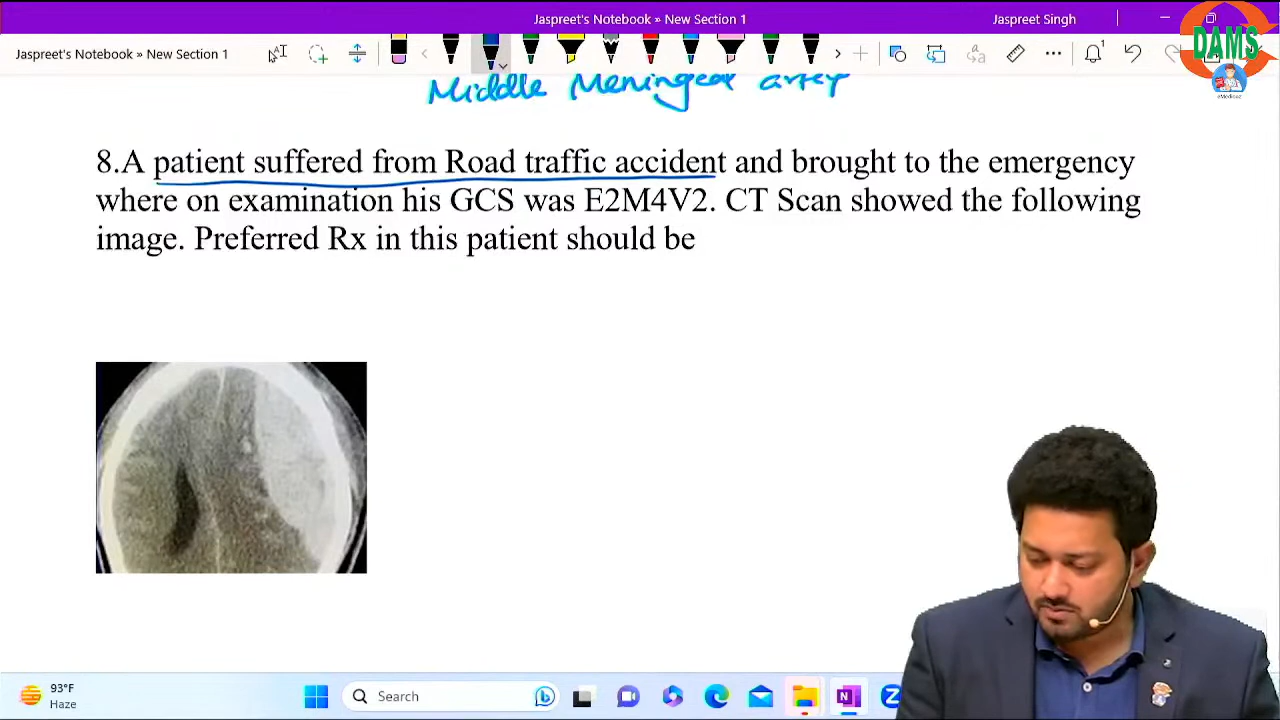 Jaspreet's Notebook » New Section 1
Jaspreet Singh
Jaspreet's Notebook » New Section 1
DAMS
eMedicoz
Middle Meningeal artery
8.A patient suffered from Road traffic accident and brought to the emergency
where on examination his GCS was E2M4V2. CT Scan showed the following
image. Preferred Rx in this patient should be
93°F
Haze
Search